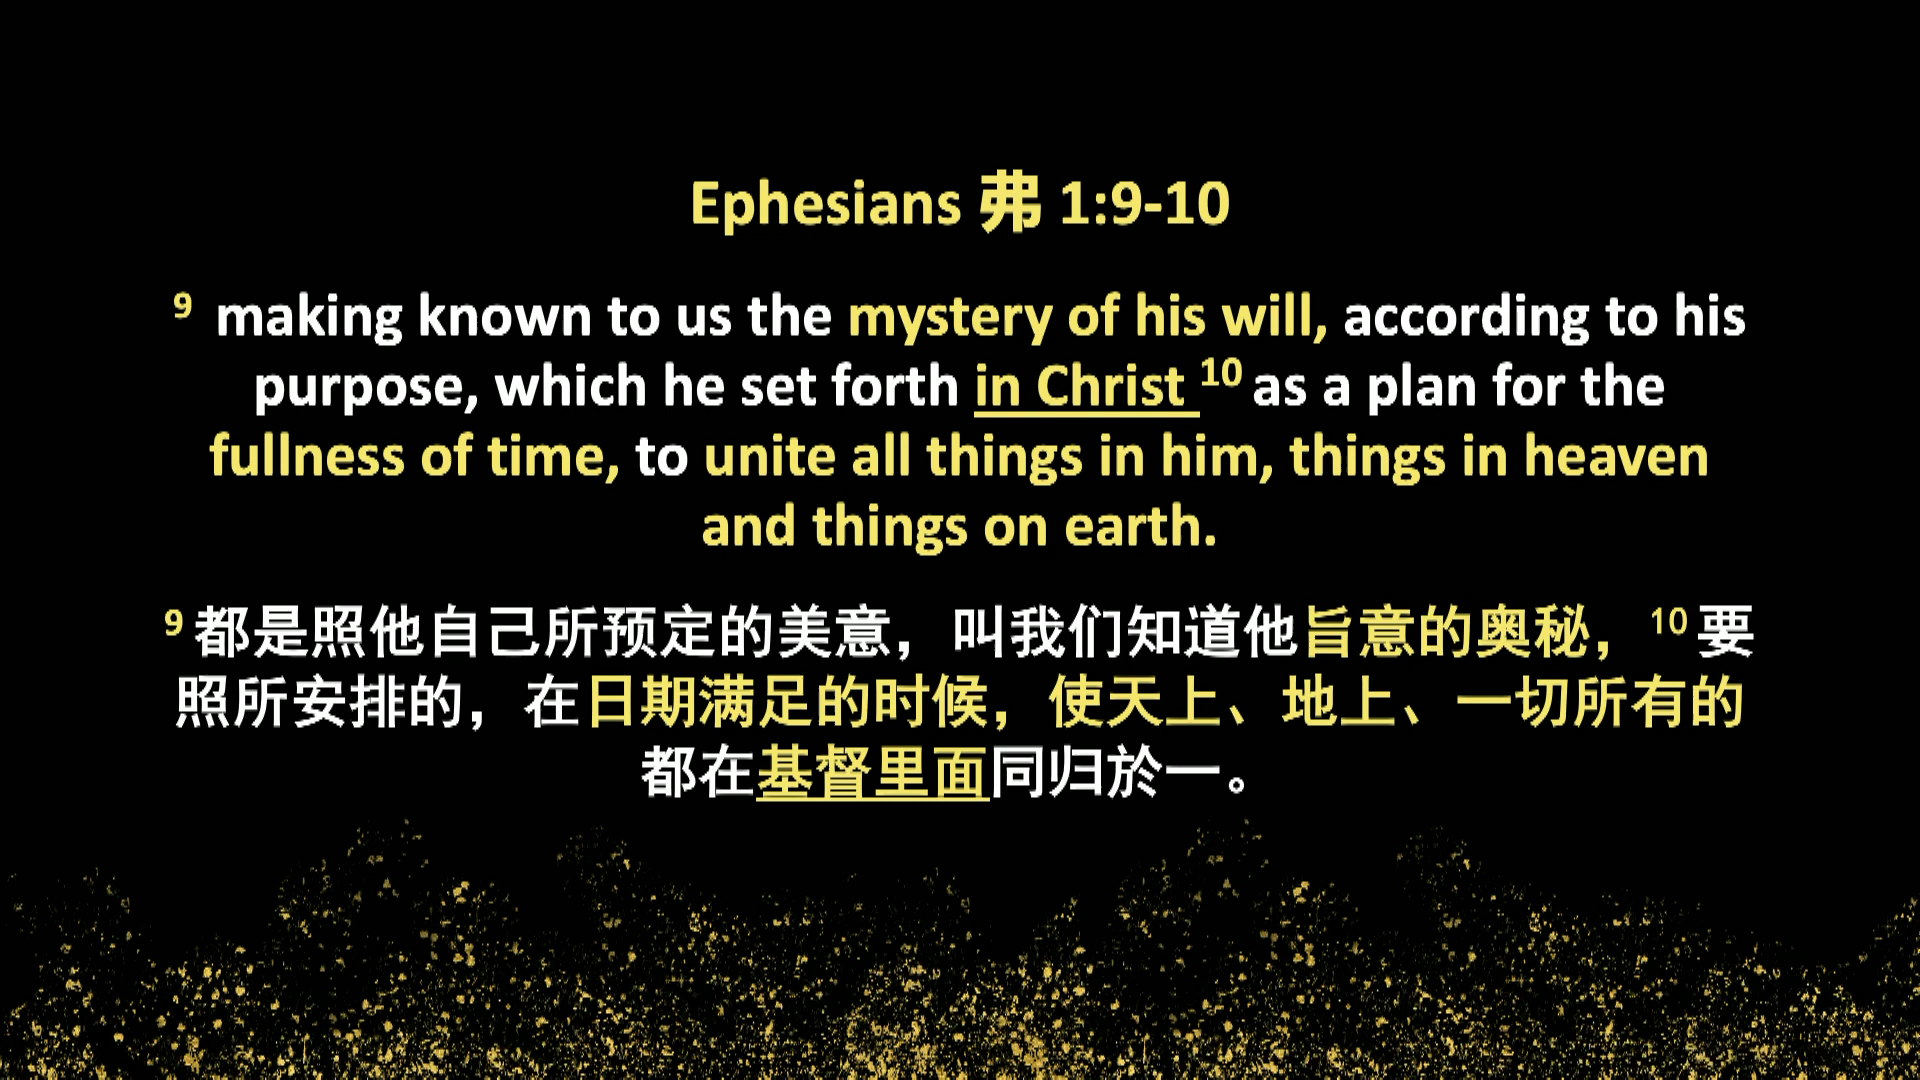 Ephesians 弗 1:9-10
9 making known to us the mystery of his will, according to his
purpose, which he set forth in Christ 10 as a plan for the
fullness of time, to unite all things in him, things in heaven
and things on earth.
9 都是照他自己所预定的美意，叫我们知道他旨意的奥秘，10 要
照所安排的，在日期满足的时候，使天上、地上、一切所有的
都在基督里面同归於一。